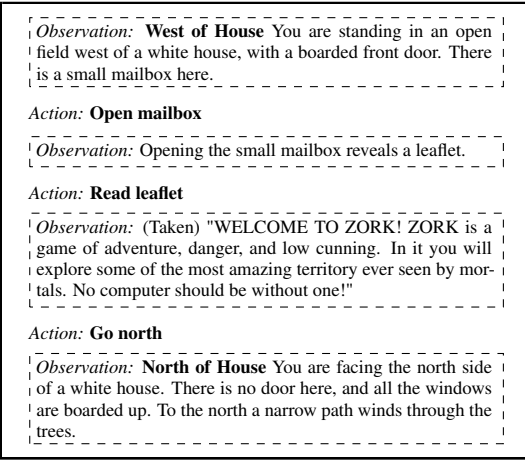 Observation: West of House You are standing in an open
field west of a white house, with a boarded front door. There
is a small mailbox here.
Action: Open mailbox
Observation: Opening the small mailbox reveals a leaflet.
Action: Read leaflet
Observation: (Taken) "WELCOME TO ZORK! ZORK is a
game of adventure, danger, and low cunning. In it you will
explore some of the most amazing territory ever seen by mor-
tals. No computer should be without one!"
Action: Go north
Observation: North of House You are facing the north side
of a white house. There is no door here, and all the windows
are boarded up. To the north a narrow path winds through the
trees.